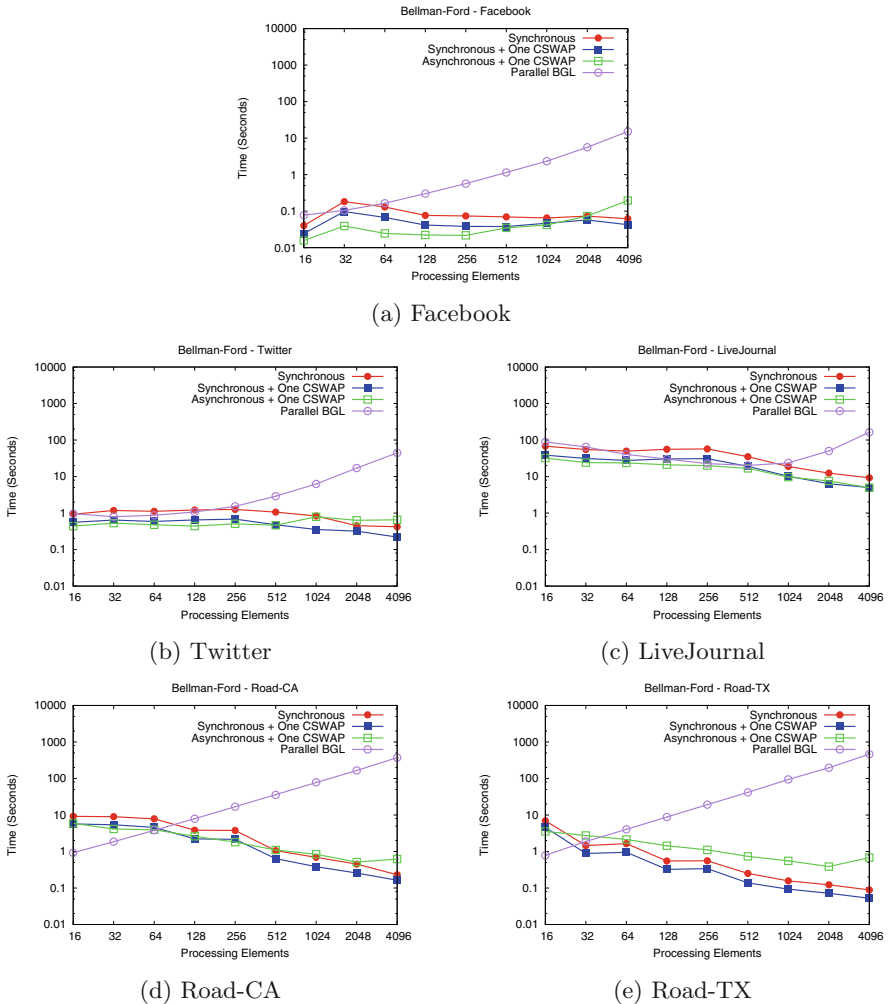 Bellman-Ford - Facebook
Synchronous
Synchronous + One CSWAP
Asynchronous + One CSWAP
Parallel BGL
Time (Seconds)
10000
1000
100
10
1
0.1
0.01
16 32 64 128 256 512 1024 2048 4096
Processing Elements
(a) Facebook
Bellman-Ford - Twitter
Synchronous
Synchronous + One CSWAP
Asynchronous + One CSWAP
Parallel BGL
Time (Seconds)
10000
1000
100
10
1
0.1
0.01
16 32 64 128 256 512 1024 2048 4096
Processing Elements
(b) Twitter
Bellman-Ford - LiveJournal
Synchronous
Synchronous + One CSWAP
Asynchronous + One CSWAP
Parallel BGL
Time (Seconds)
10000
1000
100
10
1
0.1
0.01
16 32 64 128 256 512 1024 2048 4096
Processing Elements
(c) LiveJournal
Bellman-Ford - Road-CA
Synchronous
Synchronous + One CSWAP
Asynchronous + One CSWAP
Parallel BGL
Time (Seconds)
10000
1000
100
10
1
0.1
0.01
16 32 64 128 256 512 1024 2048 4096
Processing Elements
(d) Road-CA
Bellman-Ford - Road-TX
Synchronous
Synchronous + One CSWAP
Asynchronous + One CSWAP
Parallel BGL
Time (Seconds)
10000
1000
100
10
1
0.1
0.01
16 32 64 128 256 512 1024 2048 4096
Processing Elements
(e) Road-TX